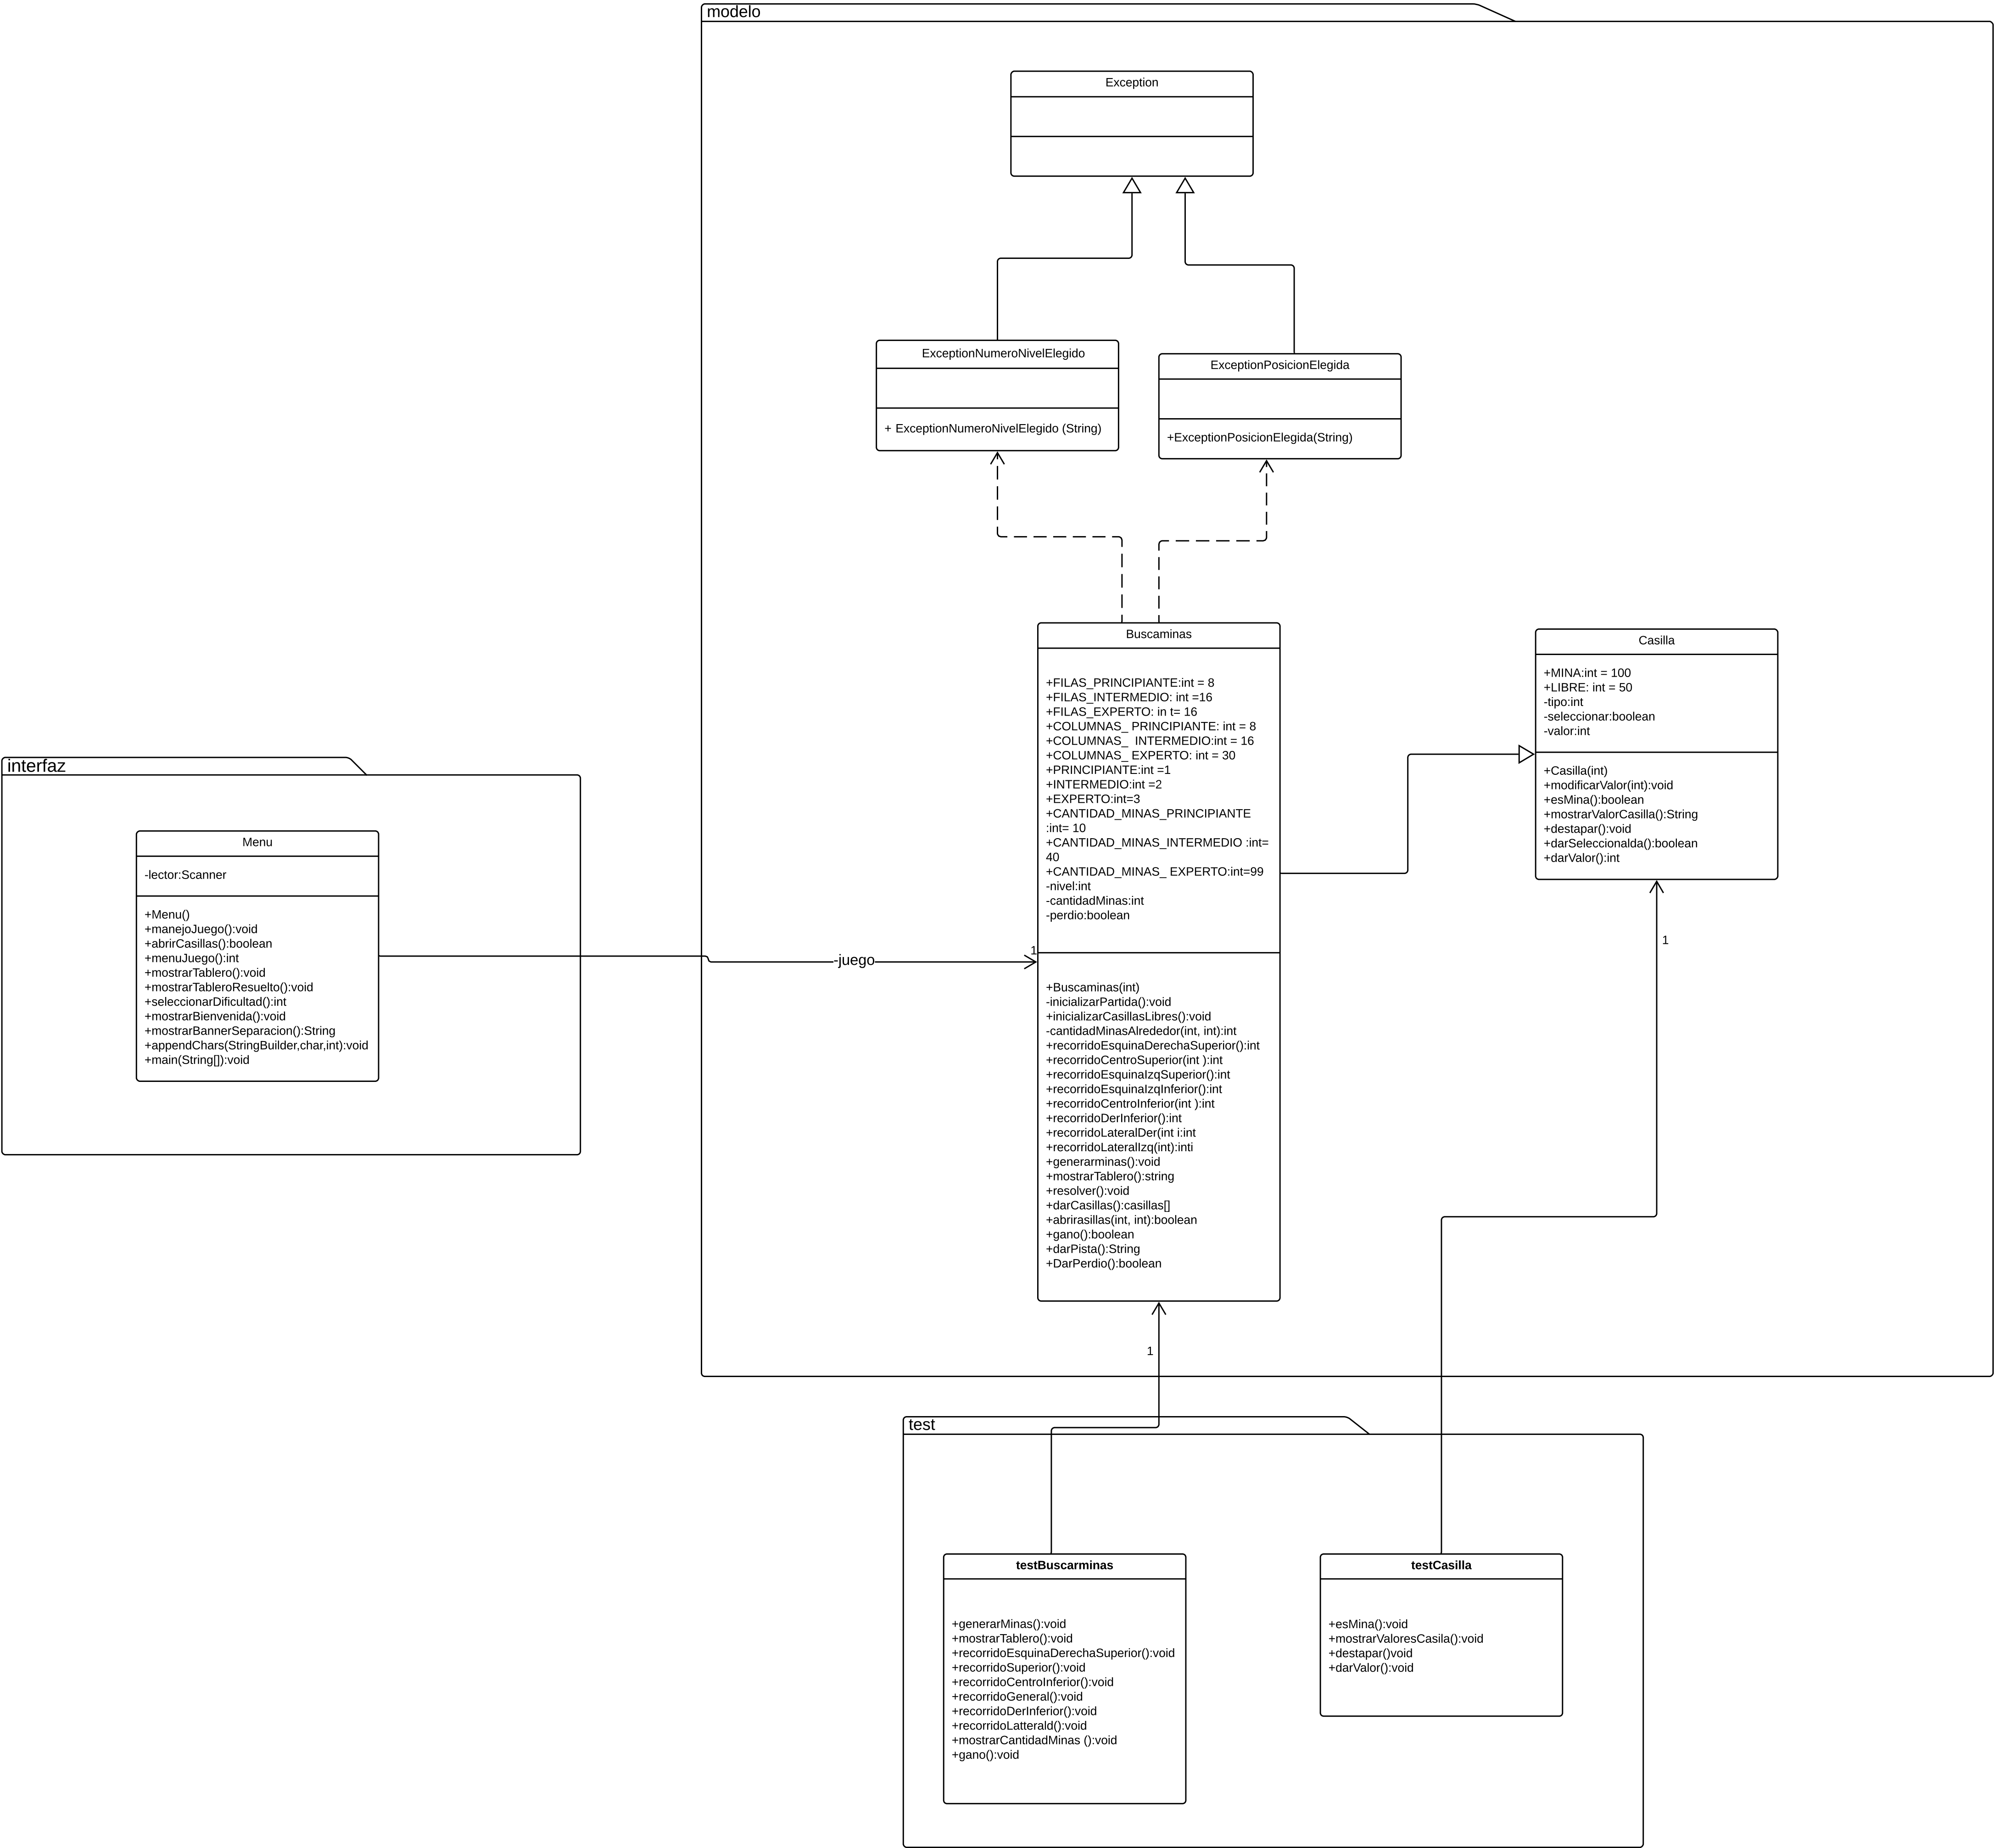 modelo
Exception
ExceptionNumeroNivelElegido
+ ExceptionNumeroNivelElegido (String)
ExceptionPosicionElegida
+ExceptionPosicionElegida(String)
Buscaminas
+FILAS_PRINCIPIANTE:int = 8
+FILAS_INTERMEDIO: int =16
+FILAS_EXPERTO: in t= 16
+COLUMNAS_ PRINCIPIANTE: int = 8
+COLUMNAS_  INTERMEDIO:int = 16
+COLUMNAS_ EXPERTO: int = 30
+PRINCIPIANTE:int =1
+INTERMEDIO:int =2
+EXPERTO:int=3
+CANTIDAD_MINAS_PRINCIPIANTE
:int= 10
+CANTIDAD_MINAS_INTERMEDIO :int=
40
+CANTIDAD_MINAS_ EXPERTO:int=99
-nivel:int
-cantidadMinas:int
-perdio:boolean
+Buscaminas(int)
-inicializarPartida():void
+inicializarCasillasLibres():void
-cantidadMinasAlrededor(int, int):int
+recorridoEsquinaDerechaSuperior():int
+recorridoCentroSuperior(int ):int
+recorridoEsquinaIzqSuperior():int
+recorridoEsquinaIzqInferior():int
+recorridoCentroInferior(int ):int
+recorridoDerInferior():int
+recorridoLateralDer(int i:int
+recorridoLateralIzq(int):inti
+generarminas():void
+mostrarTablero():string
+resolver():void
+darCasillas():casillas[]
+abrirasillas(int, int):boolean
+gano():boolean
+darPista():String
+DarPerdio():boolean
Casilla
+MINA:int = 100
+LIBRE: int = 50
-tipo:int
-seleccionar:boolean
-valor:int
+Casilla(int)
+modificarValor(int):void
+esMina():boolean
+mostrarValorCasilla():String
+destapar():void
+darSeleccionalda():boolean
+darValor():int
1
interfaz
Menu
-lector:Scanner
+Menu()
+manejoJuego():void
+abrirCasillas():boolean
+menuJuego():int
+mostrarTablero():void
+mostrarTableroResuelto():void
+seleccionarDificultad():int
+mostrarBienvenida():void
+mostrarBannerSeparacion():String
+appendChars(StringBuilder,char,int):void
+main(String[]):void
-juego
1
1
test
testBuscarminas
+generarMinas():void
+mostrarTablero():void
+recorridoEsquinaDerechaSuperior():void
+recorridoSuperior():void
+recorridoCentroInferior():void
+recorridoGeneral():void
+recorridoDerInferior():void
+recorridoLatterald():void
+mostrarCantidadMinas ():void
+gano():void
testCasilla
+esMina():void
+mostrarValoresCasila():void
+destapar()void
+darValor():void